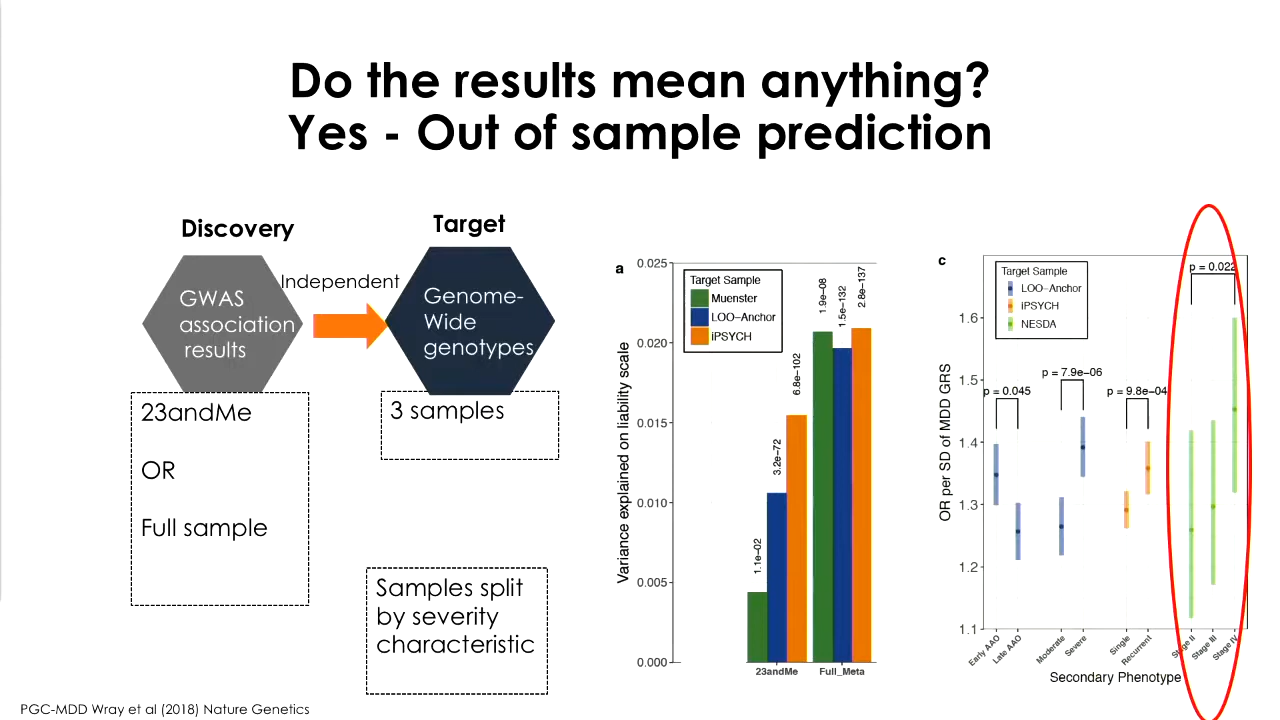 Do the results mean anything?
Yes - Out of sample prediction
Discovery
Target
Independent
GWAS
association
results
Genome-
Wide
genotypes
23andMe
OR
Full sample
3 samples
Samples split
by severity
characteristic
a
Variance explained on liability scale
0.025
0.020
0.015
0.010
0.005
0.000
Target Sample
Muenster
LOO-Anchor
iPSYCH
1.1e-02
3.2e-72
6.8e-102
1.9e-08
1.5e-132
2.8e-137
23andMe
Full_Meta
c
OR per SD of MDD GRS
1.6
1.5
1.4
1.3
1.2
1.1
Target Sample
LOO-Anchor
iPSYCH
NESDA
p = 0.045
p = 7.9e-06
p = 9.8e-04
p = 0.022
Early AAO
Late AAO
Moderate
Severe
Single
Recurrent
Stage II
Stage III
Stage IV
Secondary Phenotype
PGC-MDD Wray et al (2018) Nature Genetics